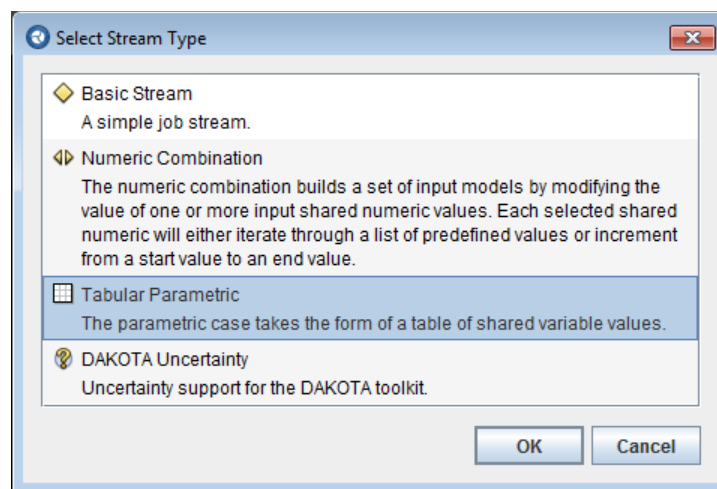 Select Stream Type
Basic Stream
A simple job stream.
Numeric Combination
The numeric combination builds a set of input models by modifying the
value of one or more input shared numeric values. Each selected shared
numeric will either iterate through a list of predefined values or increment
from a start value to an end value.
Tabular Parametric
The parametric case takes the form of a table of shared variable values.
DAKOTA Uncertainty
Uncertainty support for the DAKOTA toolkit.
OK Cancel